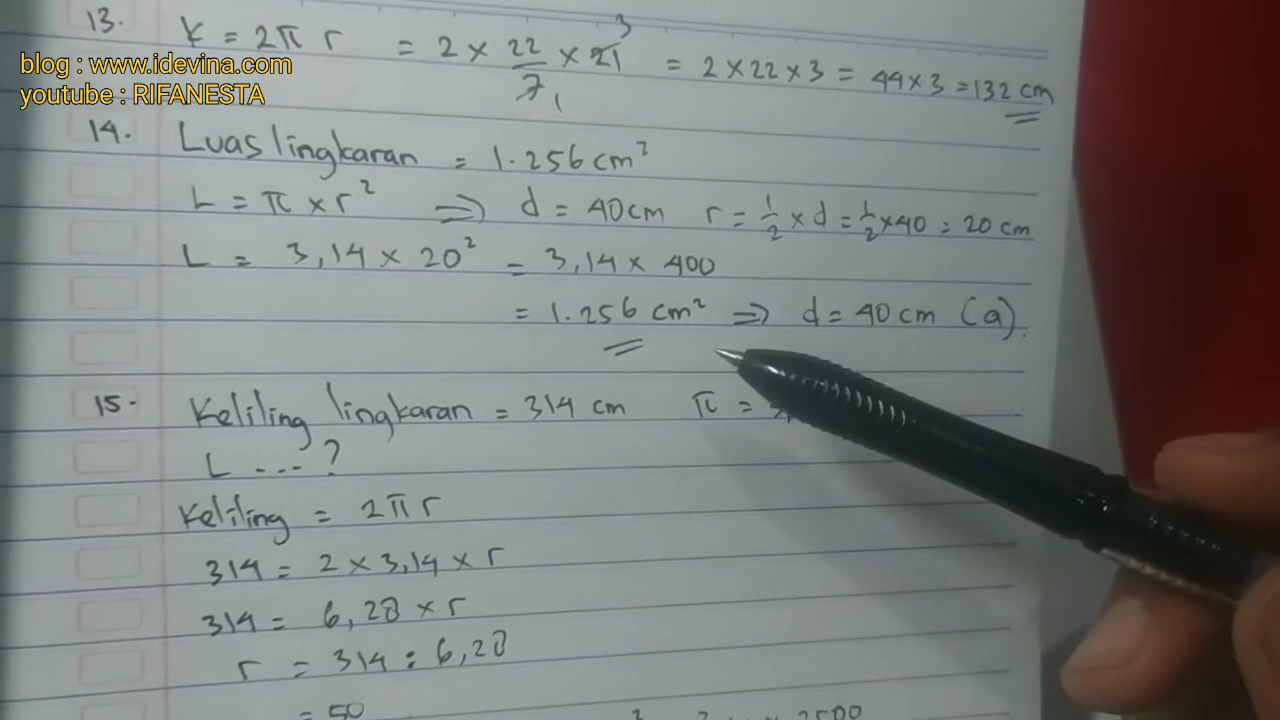 13. K = 2π r = 2 × 22/7 1 × 21 3 = 2 × 22 × 3 = 44 × 3 = 132 cm
blog : www.idevina.com
youtube : RIFANESTA
14. Luas lingkaran = 1.256 cm²
L = π × r² ⇒ d = 40 cm r = 1/2 × d = 1/2 × 40 = 20 cm
L = 3,14 × 20² = 3,14 × 400
= 1.256 cm² ⇒ d = 40 cm (a).
15. Keliling lingkaran = 314 cm π =
L ---?
Keliling = 2π r
314 = 2 × 3,14 × r
314 = 6,28 × r
r = 314 : 6,28
= 50